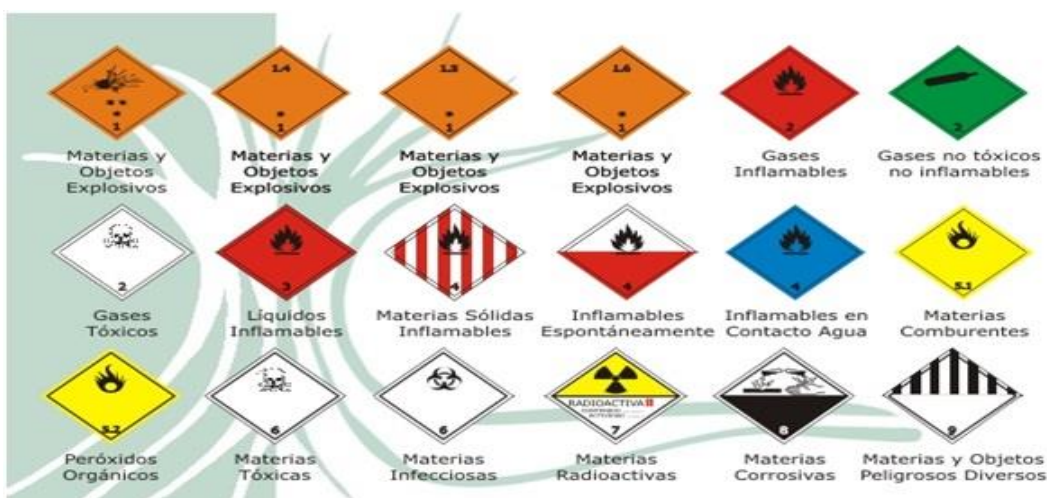 1
1.4
1
1.5
1
1.6
1
2
2
Materias y
Objetos
Explosivos
Materias y
Objetos
Explosivos
Materias y
Objetos
Explosivos
Materias y
Objetos
Explosivos
Gases
Inflamables
Gases no tóxicos
no inflamables
2
3
4
4
4
5.1
Gases
Tóxicos
Líquidos
Inflamables
Materias Sólidas
Inflamables
Inflamables
Espontáneamente
Inflamables en
Contacto Agua
Materias
Comburentes
5.2
6
6
RADIOACTIVA II
7
8
9
Peróxidos
Orgánicos
Materias
Tóxicas
Materias
Infecciosas
Materias
Radioactivas
Materias
Corrosivas
Materias y Objetos
Peligrosos Diversos